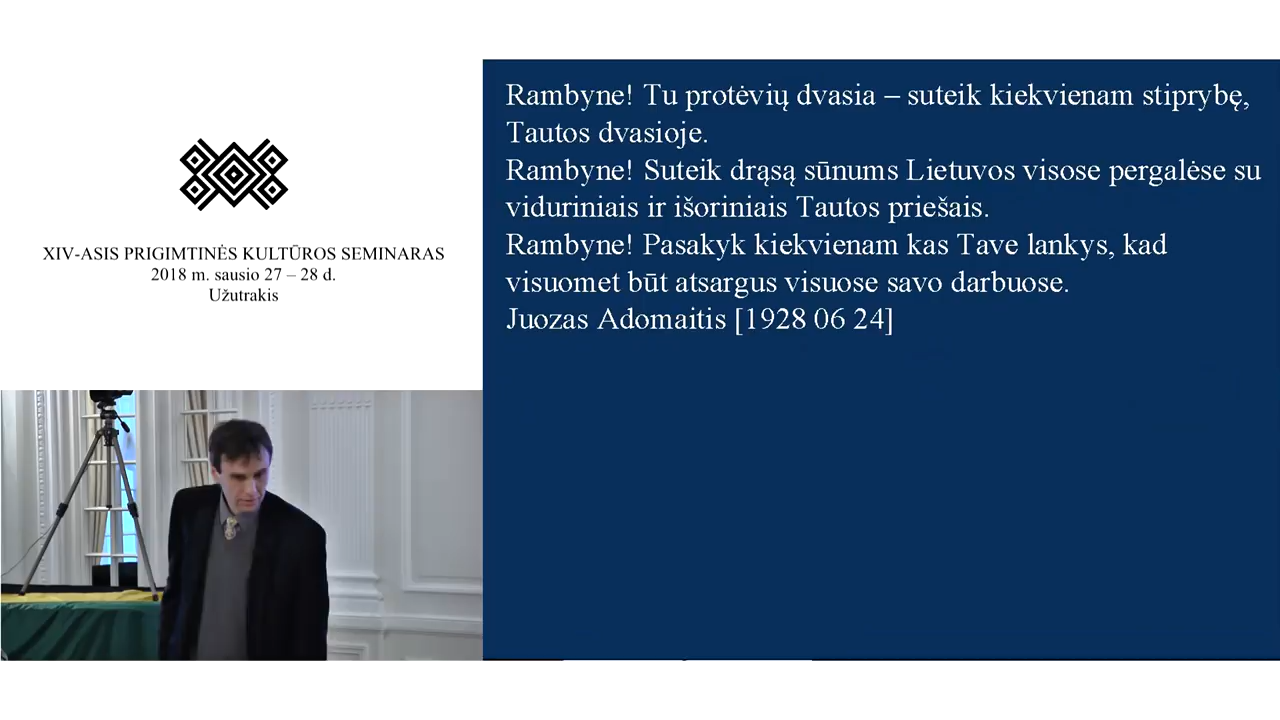 XIV-ASIS PRIGIMTINĖS KULTŪROS SEMINARAS
2018 m. sausio 27 – 28 d.
Užutrakis
Rambyne! Tu protėvių dvasia – suteik kiekvienam stiprybę,
Tautos dvasioje.
Rambyne! Suteik drąsą sūnums Lietuvos visose pergalėse su
viduriniais ir išoriniais Tautos priešais.
Rambyne! Pasakyk kiekvienam kas Tave lankys, kad
visuomet būt atsargus visuose savo darbuose.
Juozas Adomaitis [1928 06 24]